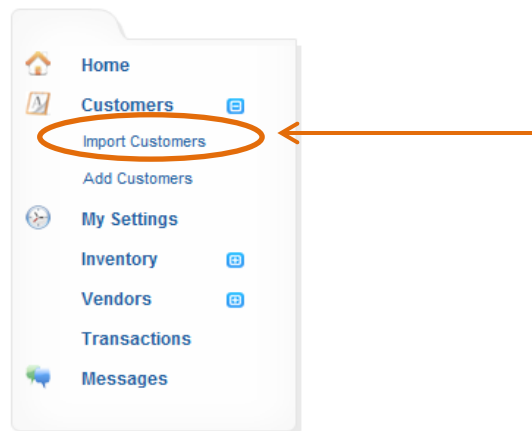 Home
Customers
Import Customers
Add Customers
My Settings
Inventory
Vendors
Transactions
Messages